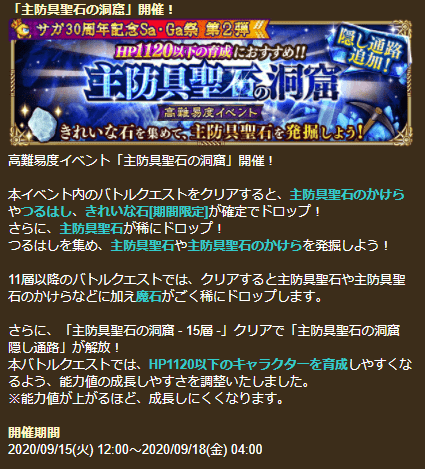 「主防具聖石の洞窟」開催！
サガ30周年記念Sa・Ga祭 第2弾
HP1120以下の育成におすすめ!!
隠し通路
追加！
主防具聖石の洞窟
高難易度イベント
きれいな石を集めて、主防具聖石を発掘しよう！
高難易度イベント「主防具聖石の洞窟」開催！
本イベント内のバトルクエストをクリアすると、主防具聖石のかけら
やつるはし、きれいな石[期間限定]が確定でドロップ！
さらに、主防具聖石が稀にドロップ！
つるはしを集め、主防具聖石や主防具聖石のかけらを発掘しよう！
11層以降のバトルクエストでは、クリアすると主防具聖石や主防具聖
石のかけらなどに加え魔石がごく稀にドロップします。
さらに、「主防具聖石の洞窟 - 15層 -」クリアで「主防具聖石の洞窟
隠し通路」が解放！
本バトルクエストでは、HP1120以下のキャラクターを育成しやすくな
るよう、能力値の成長しやすさを調整いたしました。
※能力値が上がるほど、成長しにくくなります。
開催期間
2020/09/15(火) 12:00～2020/09/18(金) 04:00